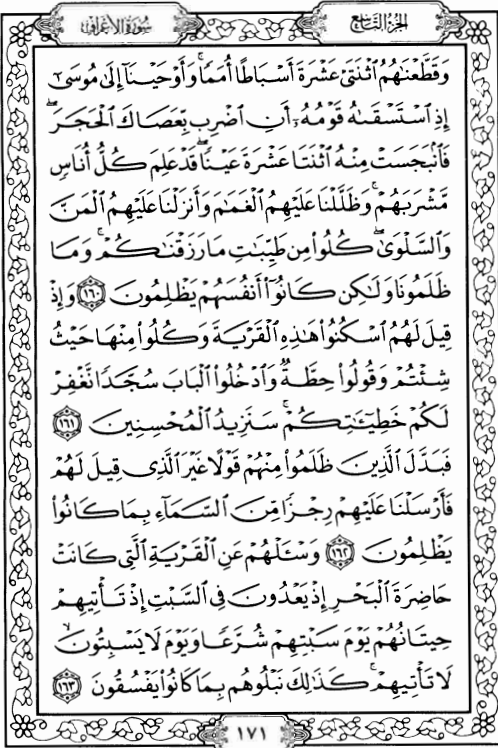 الجزء التاسع
سورة الأعراف
وَقَطَّعْنَٰهُمُ ٱثْنَتَىْ عَشْرَةَ أَسْبَاطًا أُمَمًا ۚ وَأَوْحَيْنَآ إِلَىٰ مُوسَىٰٓ
إِذِ ٱسْتَسْقَىٰهُ قَوْمُهُۥٓ أَنِ ٱضْرِب بِّعَصَاكَ ٱلْحَجَرَ ۖ
فَٱنۢبَجَسَتْ مِنْهُ ٱثْنَتَا عَشْرَةَ عَيْنًا ۖ قَدْ عَلِمَ كُلُّ أُنَاسٍ
مَّشْرَبَهُمْ ۚ وَظَلَّلْنَا عَلَيْهِمُ ٱلْغَمَٰمَ وَأَنزَلْنَا عَلَيْهِمُ ٱلْمَنَّ
وَٱلسَّلْوَىٰ ۖ كُلُوا۟ مِن طَيِّبَٰتِ مَا رَزَقْنَٰكُمْ ۚ وَمَا
ظَلَمُونَا وَلَٰكِن كَانُوٓا۟ أَنفُسَهُمْ يَظْلِمُونَ ١٦٠ وَإِذْ
قِيلَ لَهُمُ ٱسْكُنُوا۟ هَٰذِهِ ٱلْقَرْيَةَ وَكُلُوا۟ مِنْهَا حَيْثُ
شِئْتُمْ وَقُولُوا۟ حِطَّةٌ وَٱدْخُلُوا۟ ٱلْبَابَ سُجَّدًا نَّغْفِرْ
لَكُمْ خَطِيٓـَٰٔتِكُمْ ۚ سَنَزِيدُ ٱلْمُحْسِنِينَ ١٦١
فَبَدَّلَ ٱلَّذِينَ ظَلَمُوا۟ مِنْهُمْ قَوْلًا غَيْرَ ٱلَّذِى قِيلَ لَهُمْ
فَأَرْسَلْنَا عَلَيْهِمْ رِجْزًا مِّنَ ٱلسَّمَآءِ بِمَا كَانُوا۟
يَظْلِمُونَ ١٦٢ وَسْـَٔلْهُمْ عَنِ ٱلْقَرْيَةِ ٱلَّتِى كَانَتْ
حَاضِرَةَ ٱلْبَحْرِ إِذْ يَعْدُونَ فِى ٱلسَّبْتِ إِذْ تَأْتِيهِمْ
حِيتَانُهُمْ يَوْمَ سَبْتِهِمْ شُرَّعًا وَيَوْمَ لَا يَسْبِتُونَ ۙ
لَا تَأْتِيهِمْ ۚ كَذَٰلِكَ نَبْلُوهُم بِمَا كَانُوا۟ يَفْسُقُونَ ١٦٣
١٧١